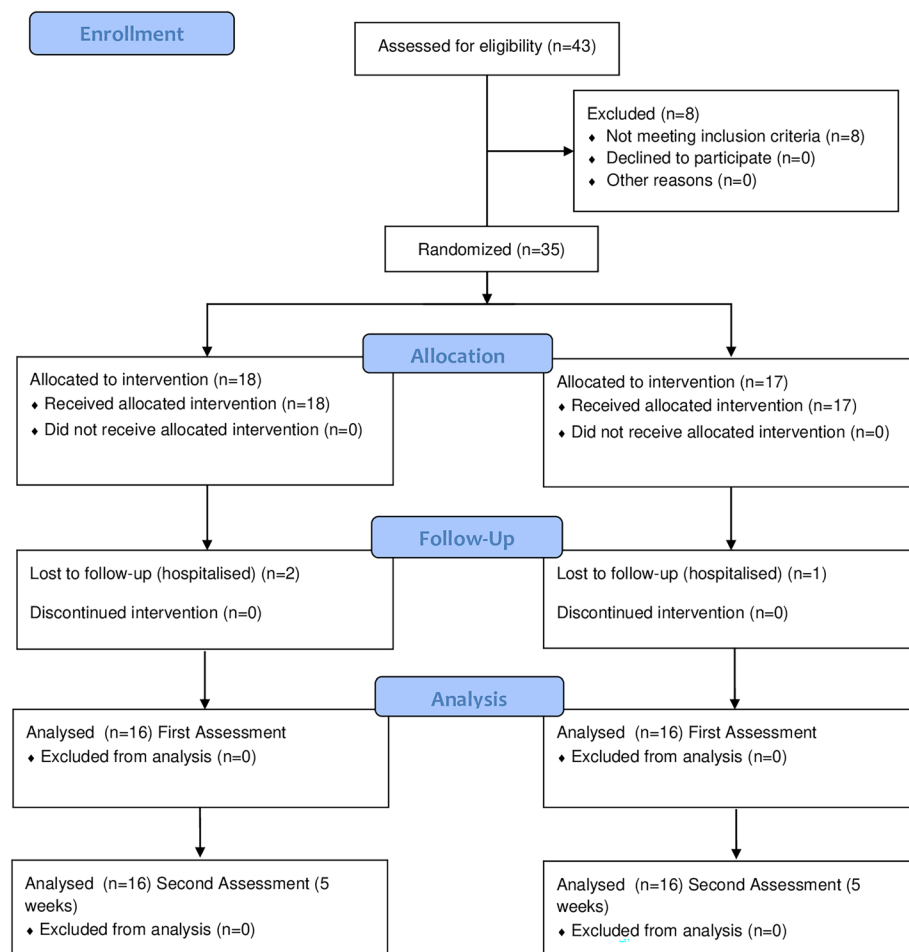 Enrollment
Assessed for eligibility (n=43)
Excluded (n=8)
♦ Not meeting inclusion criteria (n=8)
♦ Declined to participate (n=0)
♦ Other reasons (n=0)
Randomized (n=35)
Allocation
Allocated to intervention (n=18)
♦ Received allocated intervention (n=18)
♦ Did not receive allocated intervention (n=0)
Allocated to intervention (n=17)
♦ Received allocated intervention (n=17)
♦ Did not receive allocated intervention (n=0)
Follow-Up
Lost to follow-up (hospitalised) (n=2)
Discontinued intervention (n=0)
Lost to follow-up (hospitalised) (n=1)
Discontinued intervention (n=0)
Analysis
Analysed (n=16) First Assessment
♦ Excluded from analysis (n=0)
Analysed (n=16) First Assessment
♦ Excluded from analysis (n=0)
Analysed (n=16) Second Assessment (5
weeks)
♦ Excluded from analysis (n=0)
Analysed (n=16) Second Assessment (5
weeks)
♦ Excluded from analysis (n=0)